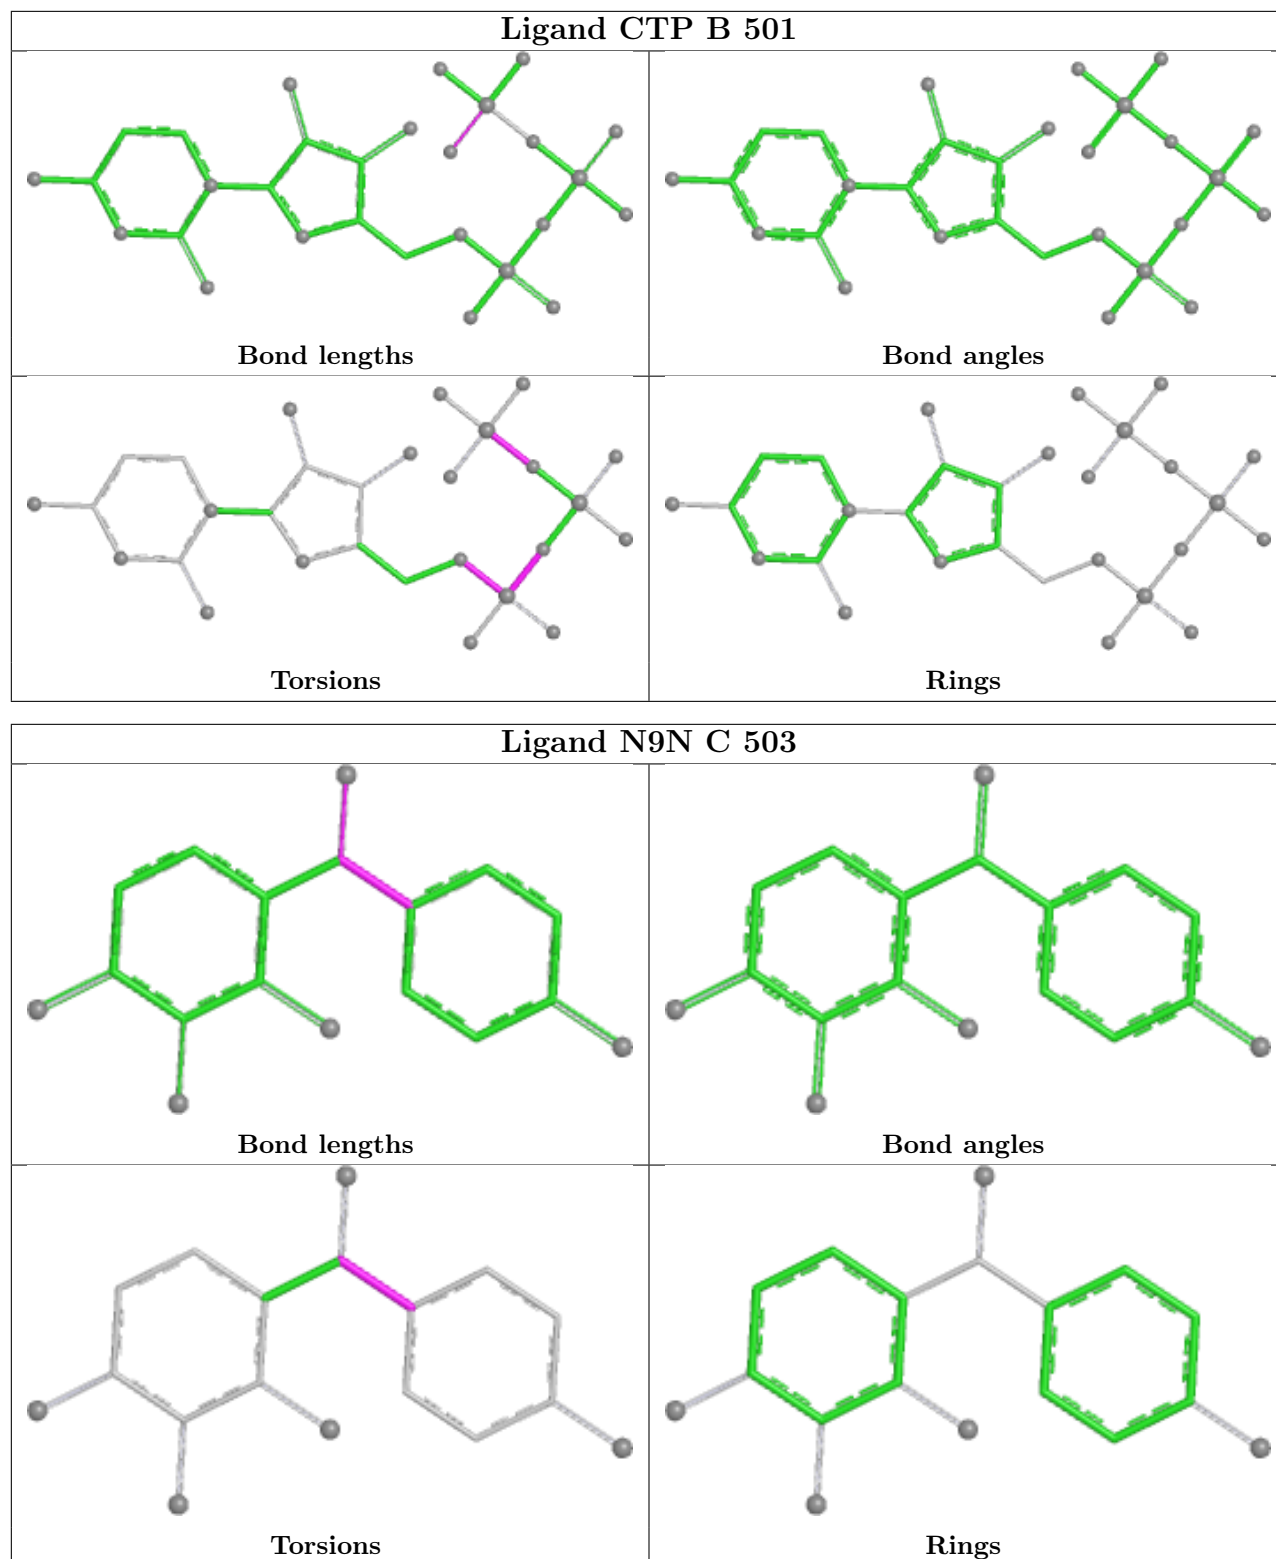 Ligand CTP B 501
Bond lengths
Bond angles
Torsions
Rings
Ligand N9N C 503
Bond lengths
Bond angles
Torsions
Rings